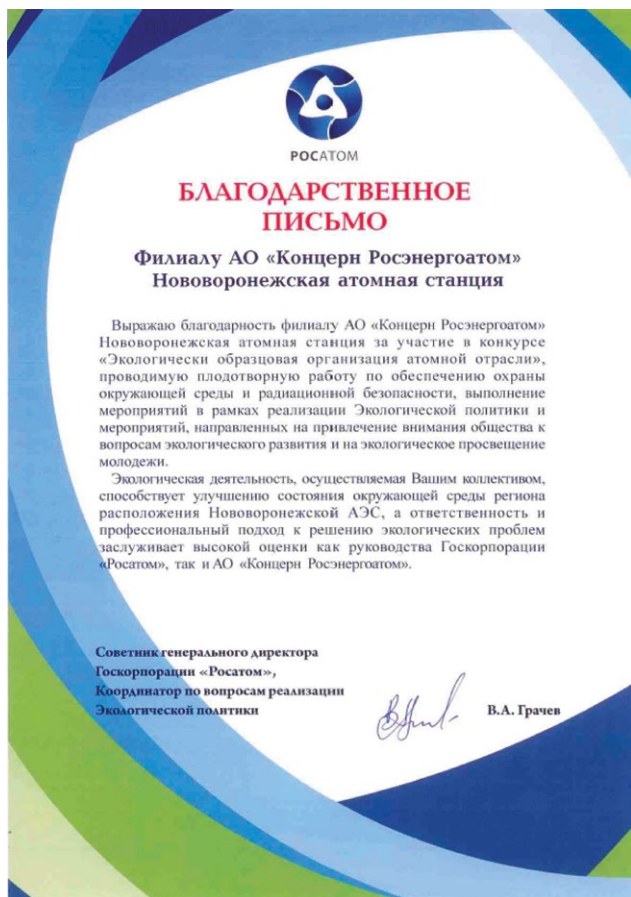 РОСАТОМ
БЛАГОДАРСТВЕННОЕ
ПИСЬМО
Филиалу АО «Концерн Росэнергоатом»
Нововоронежская атомная станция
Выражаю благодарность филиалу АО «Концерн Росэнергоатом»
Нововоронежская атомная станция за участие в конкурсе
«Экологически образцовая организация атомной отрасли»,
проводимую плодотворную работу по обеспечению охраны
окружающей среды и радиационной безопасности, выполнение
мероприятий в рамках реализации Экологической политики и
мероприятий, направленных на привлечение внимания общества к
вопросам экологического развития и на экологическое просвещение
молодежи.
Экологическая деятельность, осуществляемая Вашим коллективом,
способствует улучшению состояния окружающей среды региона
расположения Нововоронежской АЭС, а ответственность и
профессиональный подход к решению экологических проблем
заслуживает высокой оценки как руководства Госкорпорации
«Росатом», так и АО «Концерн Росэнергоатом».
Советник генерального директора
Госкорпорации «Росатом»,
Координатор по вопросам реализации
Экологической политики
В.А. Грачев